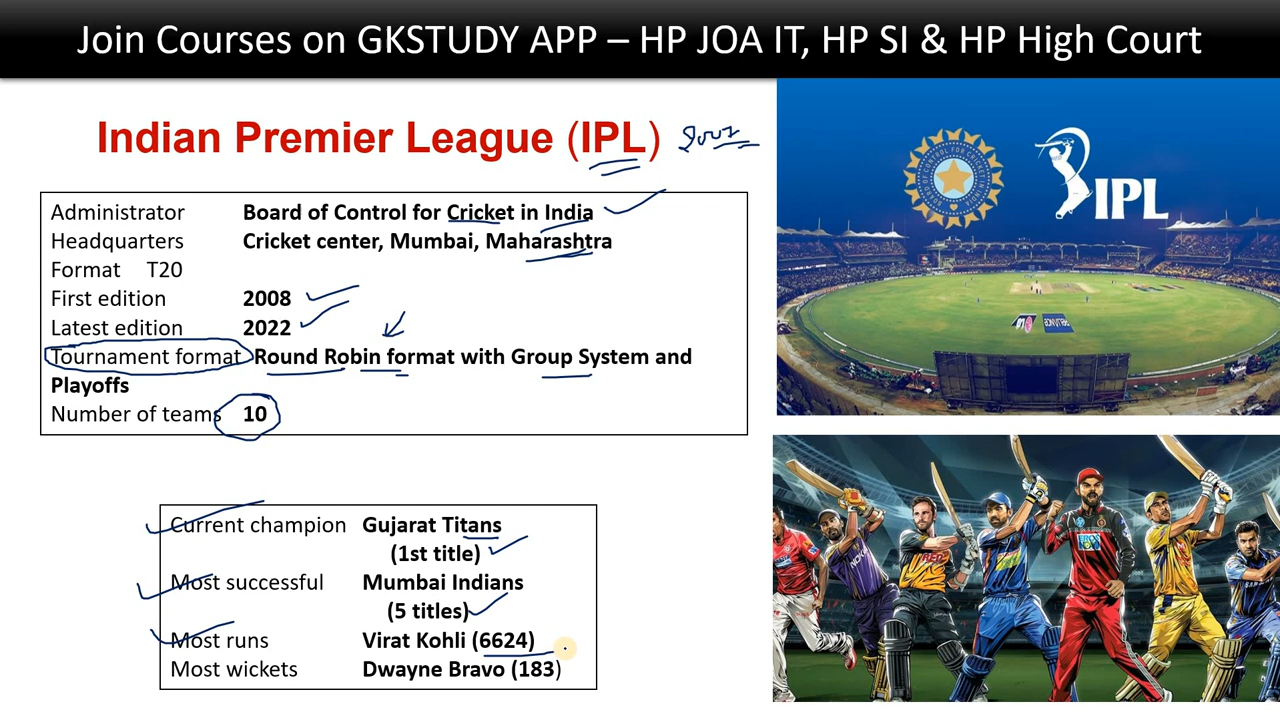 Join Courses on GKSTUDY APP – HP JOA IT, HP SI & HP High Court
Indian Premier League (IPL)
Administrator Board of Control for Cricket in India
Headquarters Cricket center, Mumbai, Maharashtra
Format T20
First edition 2008
Latest edition 2022
Tournament format Round Robin format with Group System and
Playoffs
Number of teams 10
Current champion Gujarat Titans
(1st title)
Most successful Mumbai Indians
(5 titles)
Most runs Virat Kohli (6624)
Most wickets Dwayne Bravo (183)
IPL